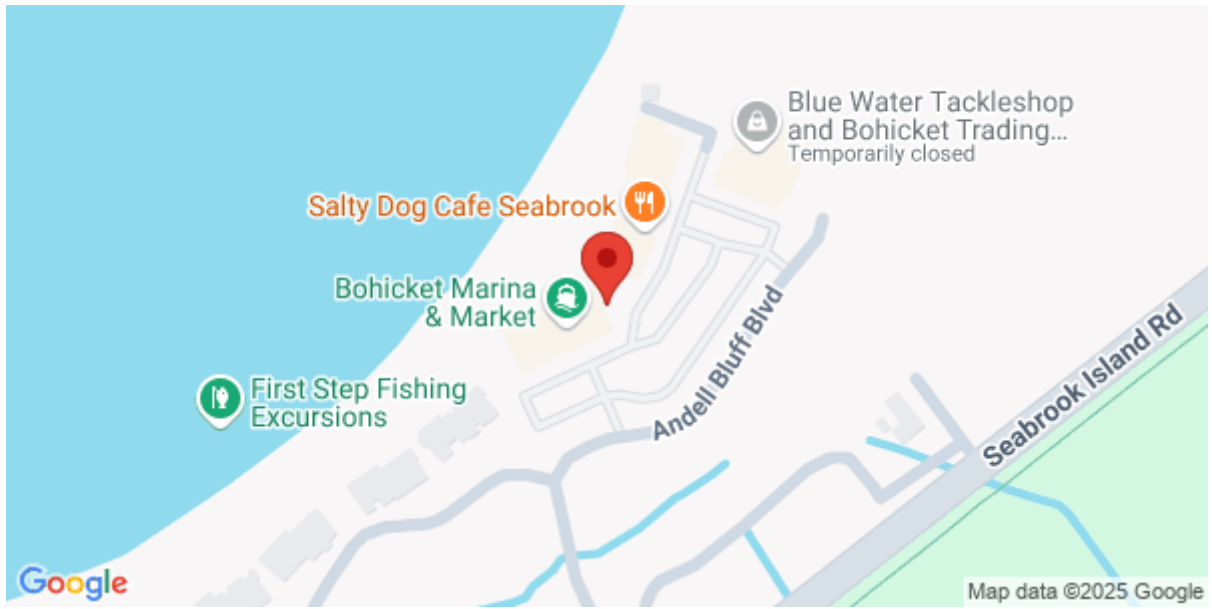 Blue Water Tackleshop
and Bohicket Trading...
Temporarily closed
Salty Dog Cafe Seabrook
Bohicket Marina
& Market
First Step Fishing
Excursions
Andell Bluff Blvd
Seabrook Island Rd
Google
Map data ©2025 Google